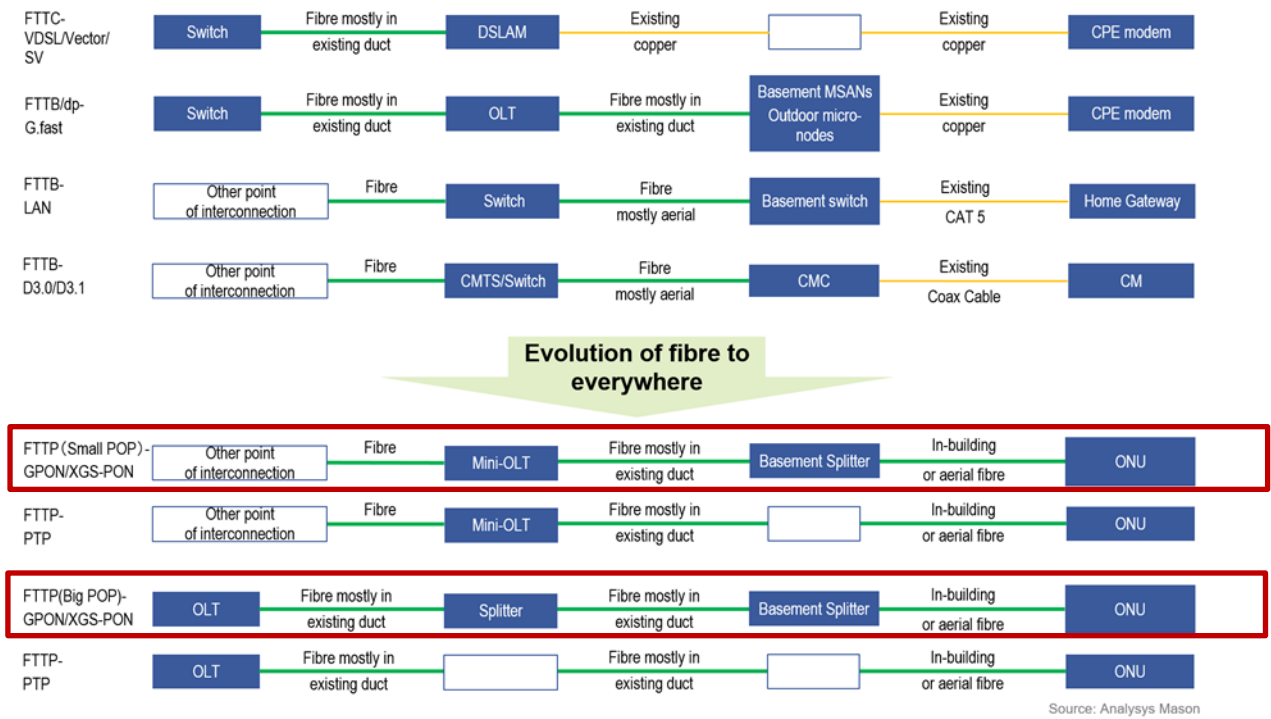 FTTC-
VDSL/Vector/
SV
Switch
Fibre mostly in
existing duct
DSLAM
Existing
copper
Existing
copper
CPE modem
FTTB/dp-
G.fast
Switch
Fibre mostly in
existing duct
OLT
Fibre mostly in
existing duct
Basement MSANs
Outdoor micro-
nodes
Existing
copper
CPE modem
FTTB-
LAN
Other point
of interconnection
Fibre
Switch
Fibre
mostly aerial
Basement switch
Existing
CAT 5
Home Gateway
FTTB-
D3.0/D3.1
Other point
of interconnection
Fibre
CMTS/Switch
Fibre
mostly aerial
CMC
Existing
Coax Cable
CM
Evolution of fibre to
everywhere
FTTP（Small POP）-
GPON/XGS-PON
Other point
of interconnection
Fibre
Mini-OLT
Fibre mostly in
existing duct
Basement Splitter
In-building
or aerial fibre
ONU
FTTP-
PTP
Other point
of interconnection
Fibre
Mini-OLT
Fibre mostly in
existing duct
In-building
or aerial fibre
ONU
FTTP(Big POP)-
GPON/XGS-PON
OLT
Fibre mostly in
existing duct
Splitter
Fibre mostly in
existing duct
Basement Splitter
In-building
or aerial fibre
ONU
FTTP-
PTP
OLT
Fibre mostly in
existing duct
Fibre mostly in
existing duct
In-building
or aerial fibre
ONU
Source: Analysys Mason